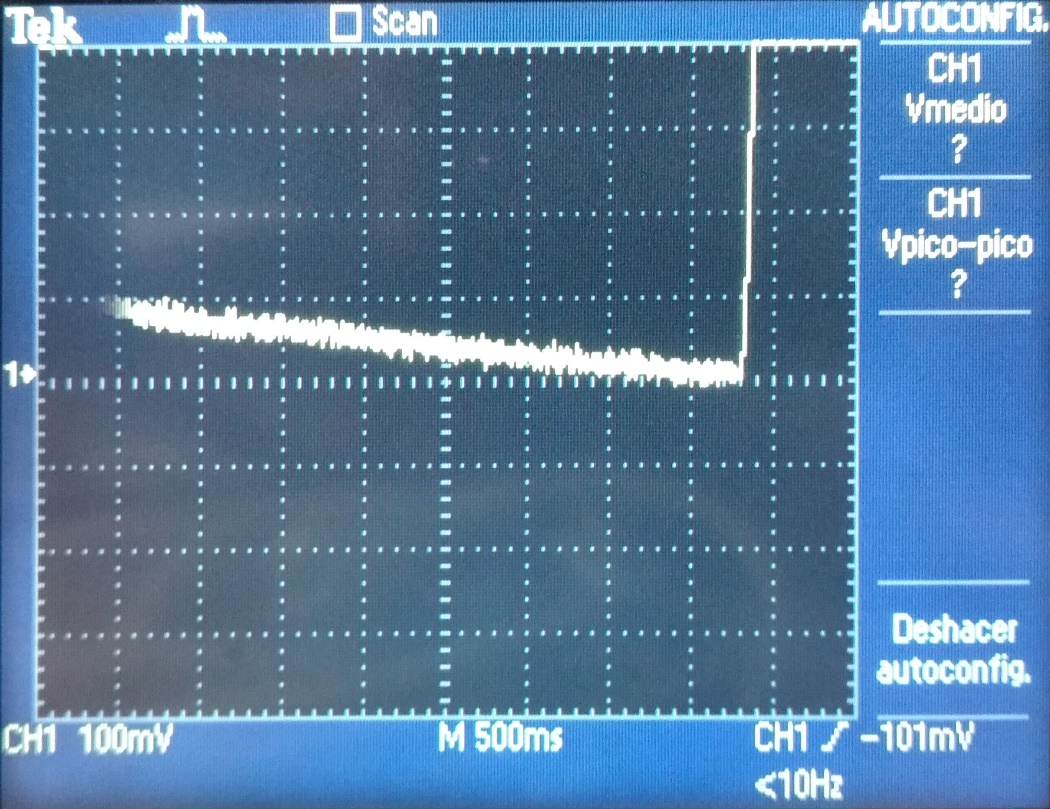 Tek Scan AUTOCONFIG.
CH1
Vmedio
?
CH1
Vpico-pico
?
1
Deshacer
autoconfig.
CH1 100mV M 500ms CH1 -101mV
<10Hz